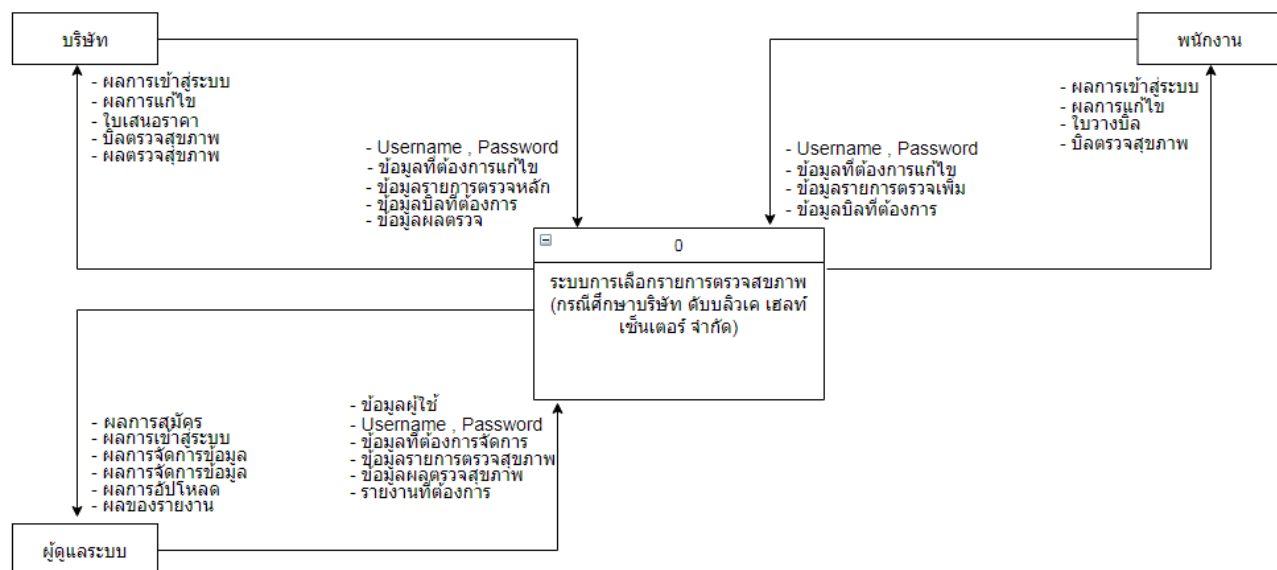 บริษัท
พนักงาน
- ผลการเข้าสู่ระบบ
- ผลการแก้ไข
- ใบเสนอราคา
- บิลตรวจสุขภาพ
- ผลตรวจสุขภาพ
- Username , Password
- ข้อมูลที่ต้องการแก้ไข
- ข้อมูลรายการตรวจหลัก
- ข้อมูลบิลที่ต้องการ
- ข้อมูลผลตรวจ
- Username , Password
- ข้อมูลที่ต้องการแก้ไข
- ข้อมูลรายการตรวจเพิ่ม
- ข้อมูลบิลที่ต้องการ
- ผลการเข้าสู่ระบบ
- ผลการแก้ไข
- ใบวางบิล
- บิลตรวจสุขภาพ
0
ระบบการเลือกรายการตรวจสขภาพ
(กรณีศึกษาบริษัท ดับบลิวเค เฮลท์
เซ็นเตอร์ จำกัด)
- ผลการสมัคร
- ผลการเข้าสู่ระบบ
- ผลการจัดการข้อมูล
- ผลการจัดการข้อมูล
- ผลการอัปโหลด
- ผลของรายงาน
- ข้อมูลผู้ใช้
- Username , Password
- ข้อมูลที่ต้องการจัดการ
- ข้อมูลรายการตรวจสุขภาพ
- ข้อมูลผลตรวจสุขภาพ
- รายงานที่ต้องการ
ผู้ดูแลระบบ